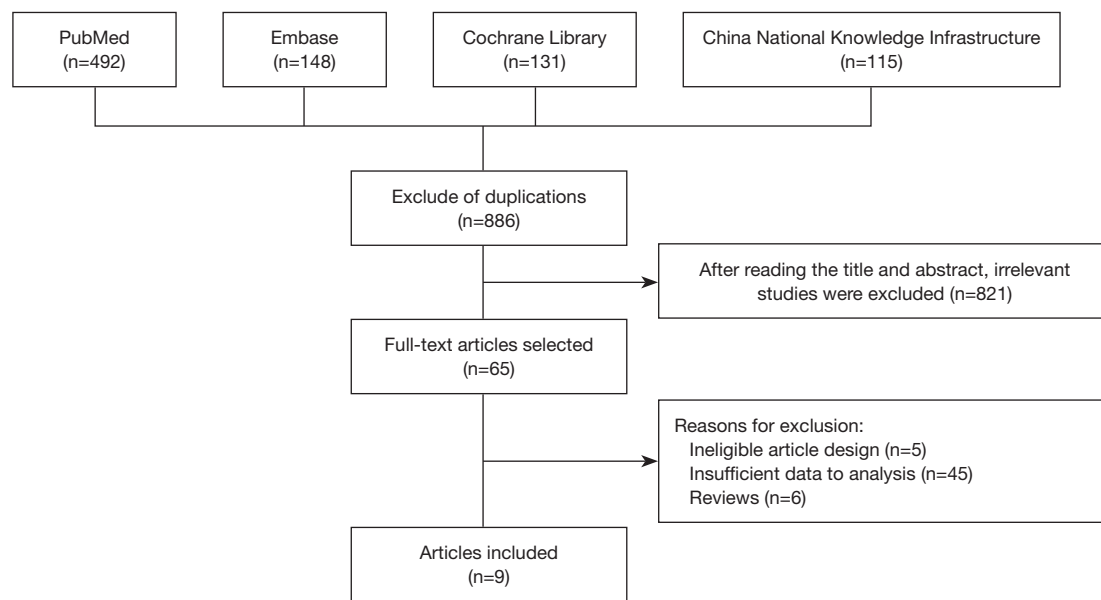 PubMed
(n=492)
Embase
(n=148)
Cochrane Library
(n=131)
China National Knowledge Infrastructure
(n=115)
Exclude of duplications
(n=886)
After reading the title and abstract, irrelevant
studies were excluded (n=821)
Full-text articles selected
(n=65)
Reasons for exclusion:
Ineligible article design (n=5)
Insufficient data to analysis (n=45)
Reviews (n=6)
Articles included
(n=9)